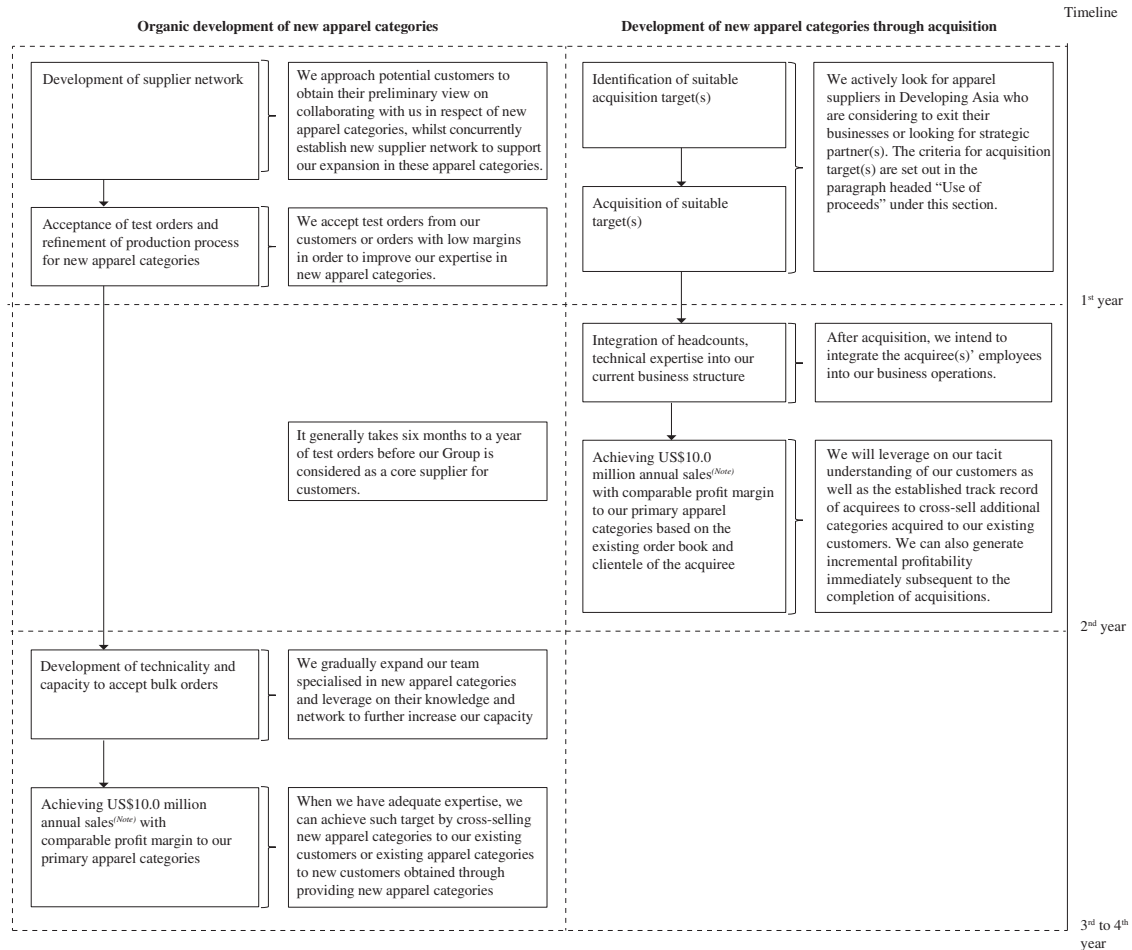 Timeline
Organic development of new apparel categories
Development of new apparel categories through acquisition
Development of supplier network
We approach potential customers to
obtain their preliminary view on
collaborating with us in respect of new
apparel categories, whilst concurrently
establish new supplier network to support
our expansion in these apparel categories.
Acceptance of test orders and
refinement of production process
for new apparel categories
We accept test orders from our
customers or orders with low margins
in order to improve our expertise in
new apparel categories.
Identification of suitable
acquisition target(s)
Acquisition of suitable
target(s)
We actively look for apparel
suppliers in Developing Asia who
are considering to exit their
businesses or looking for strategic
partner(s). The criteria for acquisition
target(s) are set out in the
paragraph headed “Use of
proceeds” under this section.
1st year
It generally takes six months to a year
of test orders before our Group is
considered as a core supplier for
customers.
Integration of headcounts,
technical expertise into our
current business structure
After acquisition, we intend to
integrate the acquiree(s)’ employees
into our business operations.
Achieving US$10.0
million annual sales(Note)
with comparable profit margin
to our primary apparel
categories based on the
existing order book and
clientele of the acquiree
We will leverage on our tacit
understanding of our customers as
well as the established track record
of acquirees to cross-sell additional
categories acquired to our existing
customers. We can also generate
incremental profitability
immediately subsequent to the
completion of acquisitions.
2nd year
Development of technicality and
capacity to accept bulk orders
We gradually expand our team
specialised in new apparel categories
and leverage on their knowledge and
network to further increase our capacity
Achieving US$10.0 million
annual sales(Note) with
comparable profit margin to our
primary apparel categories
When we have adequate expertise, we
can achieve such target by cross-selling
new apparel categories to our existing
customers or existing apparel categories
to new customers obtained through
providing new apparel categories
3rd to 4th
year